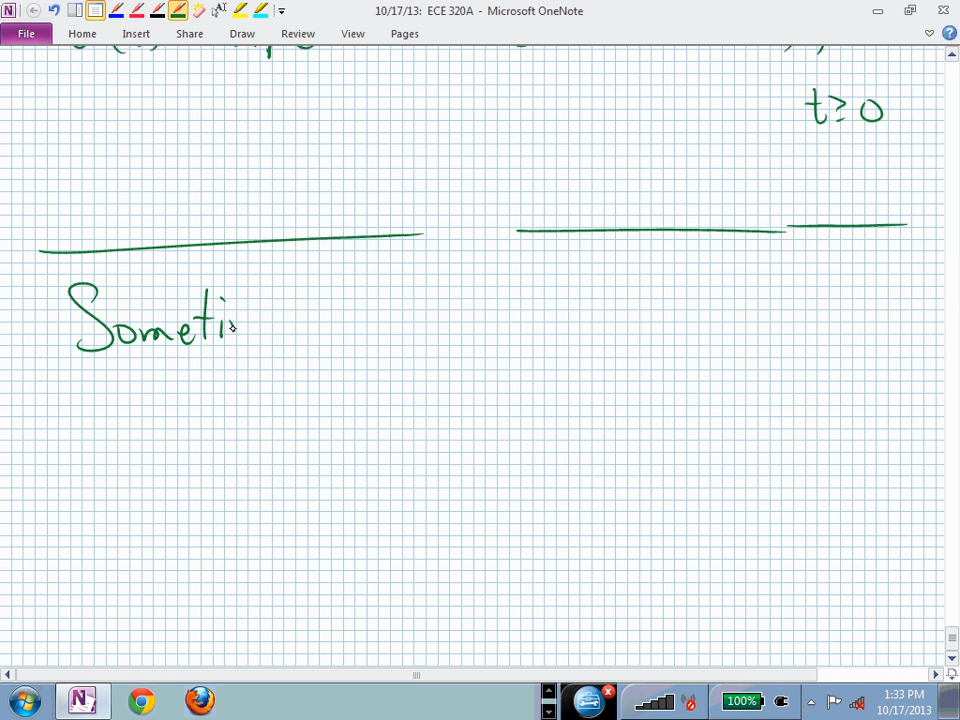 10/17/13: ECE 320A - Microsoft OneNote
File Home Insert Share Draw Review View Pages
t ≥ 0
Someti
100% 1:33 PM
10/17/2013